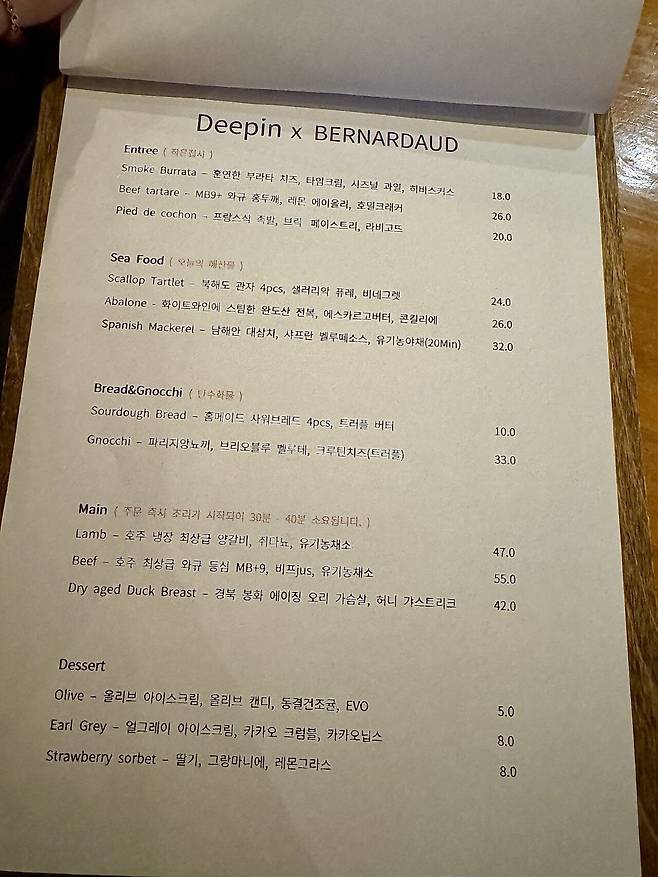 Deepin x BERNARDAUD
Entree ( 작은접시 )
Smoke Burrata – 훈연한 부라타 치즈, 타임크림, 시즈널 과일, 히비스커스 18.0
Beef tartare – MB9+ 와규 홍두깨, 레몬 에이올리, 호밀크래커 26.0
Pied de cochon – 프랑스식 족발, 브릭 페이스트리, 라비고뜨 20.0
Sea Food ( 오늘의 해산물 )
Scallop Tartlet – 북해도 관자 4pcs, 샐러리악 퓨레, 비네그렛 24.0
Abalone - 화이트와인에 스팀한 완도산 전복, 에스카르고버터, 콘킬리에 26.0
Spanish Mackerel – 남해안 대삼치, 샤프란 벨루떼소스, 유기농야채(20Min) 32.0
Bread&Gnocchi ( 탄수화물 )
Sourdough Bread – 홈메이드 사워브레드 4pcs, 트러플 버터 10.0
Gnocchi – 파리지앙뇨끼, 브리오블루 벨루테, 크루틴치즈(트러플) 33.0
Main ( 주문 즉시 조리가 시작되어 30분 - 40분 소요됩니다. )
Lamb – 호주 냉장 최상급 양갈비, 쥐다뇨, 유기농채소 47.0
Beef – 호주 최상급 와규 등심 MB+9, 비프jus, 유기농채소 55.0
Dry aged Duck Breast – 경북 봉화 에이징 오리 가슴살, 허니 갸스트리크 42.0
Dessert
Olive – 올리브 아이스크림, 올리브 캔디, 동결건조귤, EVO 5.0
Earl Grey – 얼그레이 아이스크림, 카카오 크럼블, 카카오닙스 8.0
Strawberry sorbet – 딸기, 그랑마니에, 레몬그라스 8.0